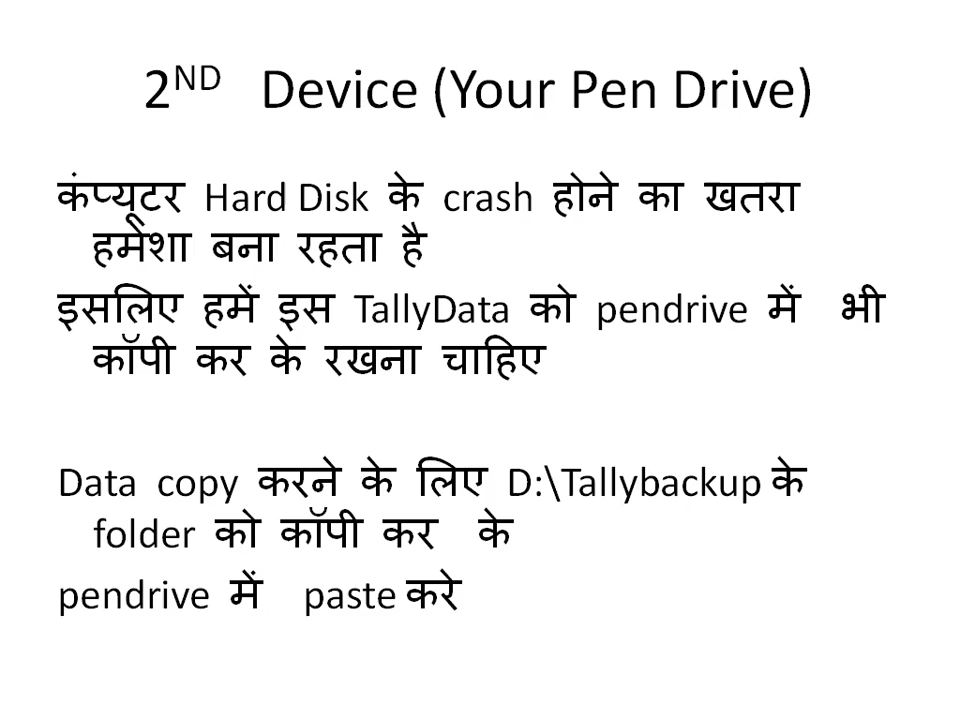 2ND Device (Your Pen Drive)
कंप्यूटर Hard Disk के crash होने का खतरा
हमेशा बना रहता है
इसलिए हमें इस TallyData को pendrive में भी
कॉपी कर के रखना चाहिए
Data copy करने के लिए D:\Tallybackup के
folder को कॉपी कर के
pendrive में paste करे